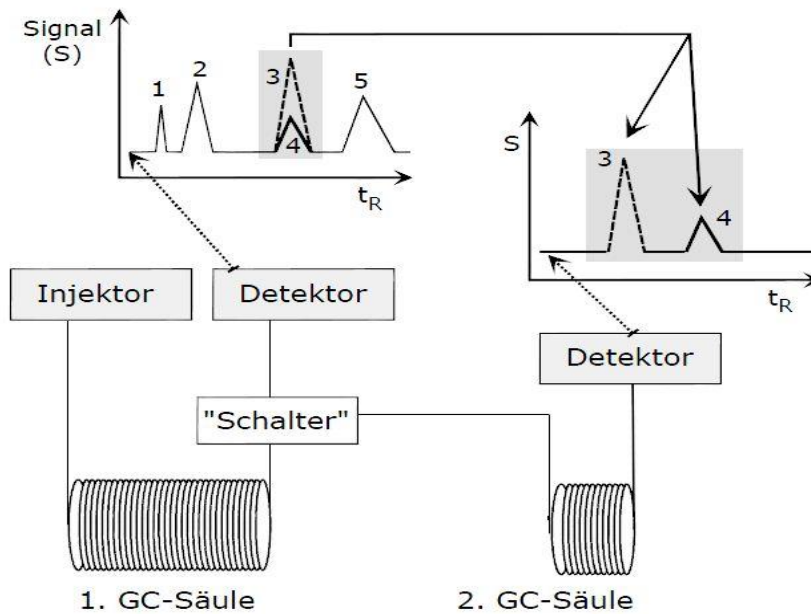 Signal
(S)
1
2
3
4
5
t_R
S
3
4
t_R
Injektor
Detektor
Detektor
"Schalter"
1. GC-Säule
2. GC-Säule